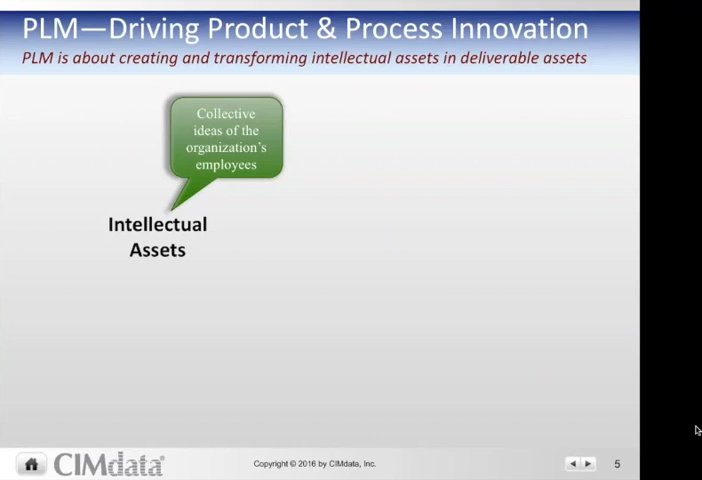 PLM—Driving Product & Process Innovation
PLM is about creating and transforming intellectual assets in deliverable assets
Collective
ideas of the
organization's
employees
Intellectual
Assets
CIMdata
Copyright © 2016 by CIMdata, Inc.
5